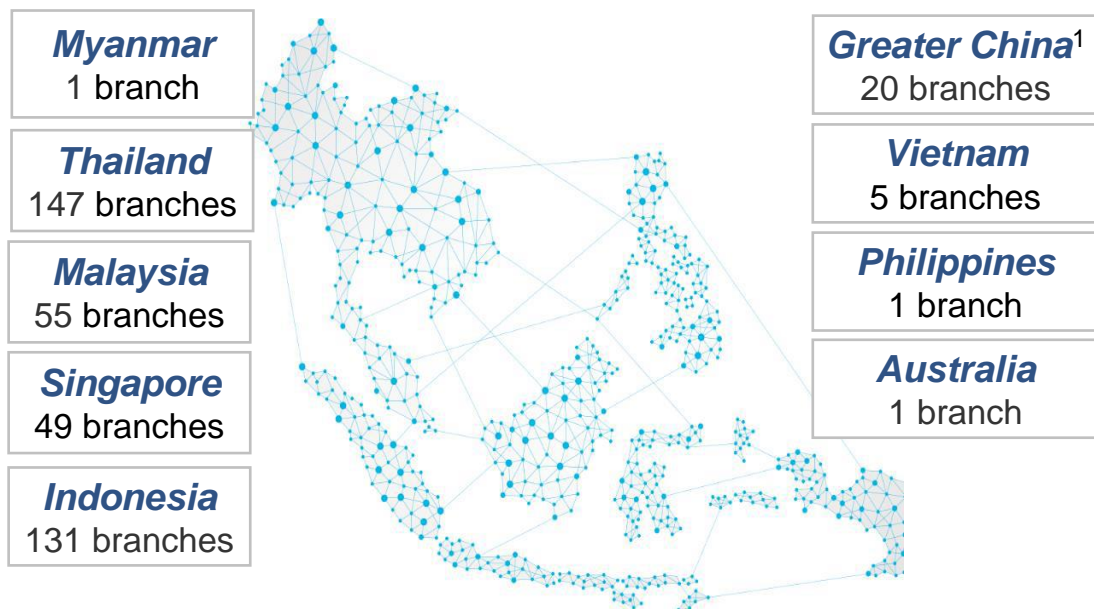 Myanmar
1 branch
Thailand
147 branches
Malaysia
55 branches
Singapore
49 branches
Indonesia
131 branches
Greater China¹
20 branches
Vietnam
5 branches
Philippines
1 branch
Australia
1 branch